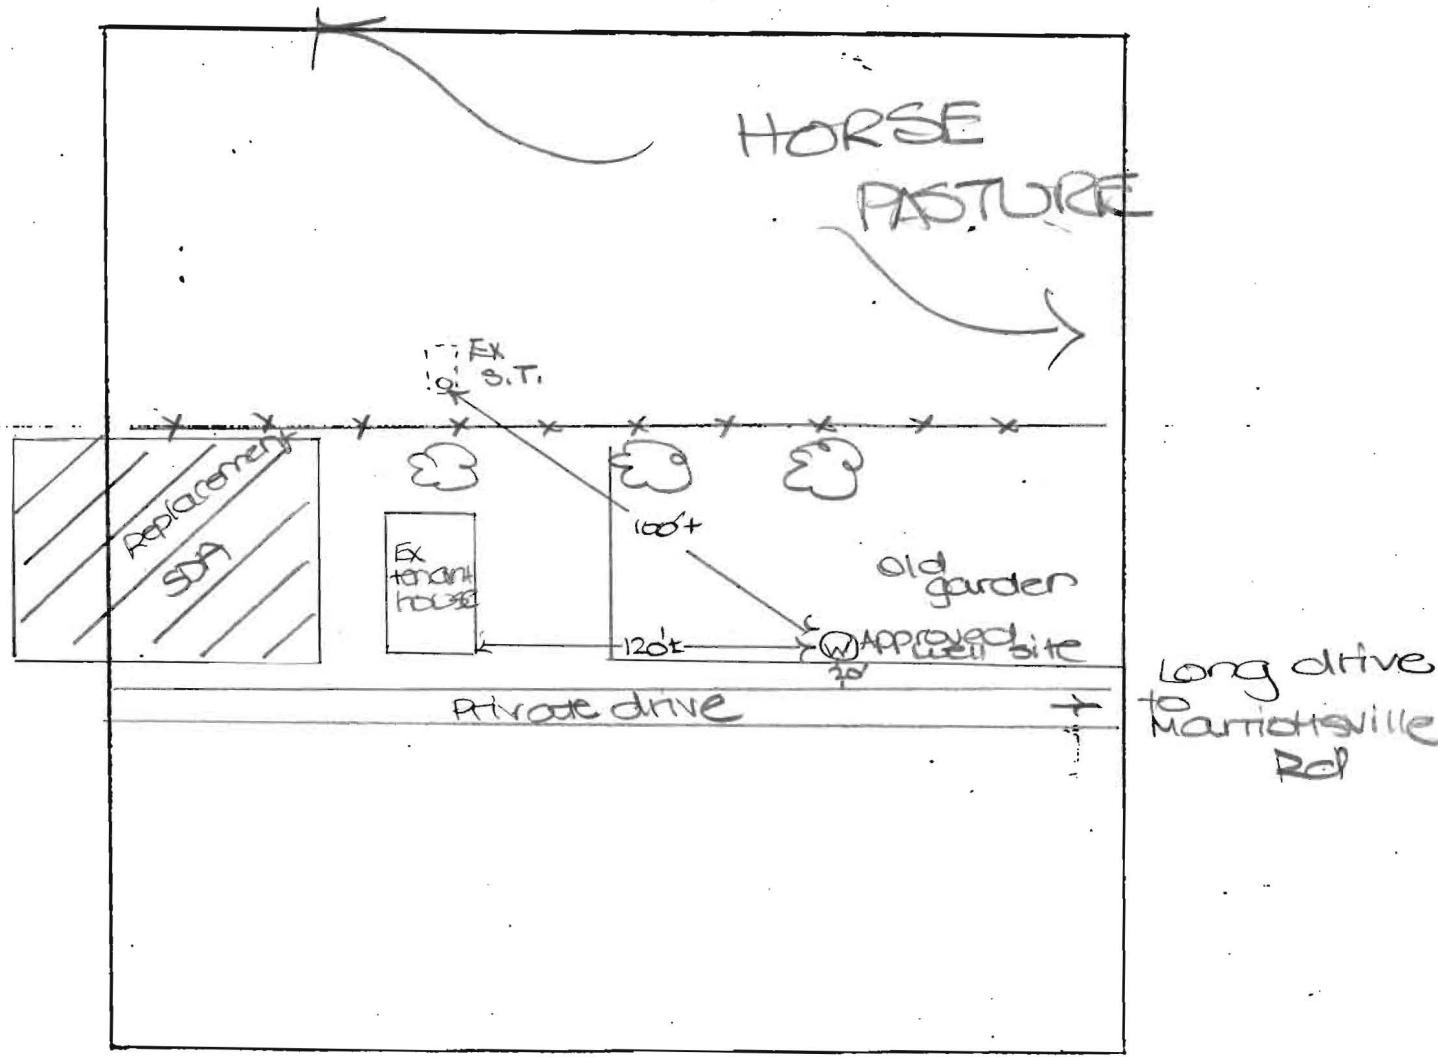 HORSE
PASTURE
Ex
S.T.
Replacement
SDA
100'+
Ex
tenant
house
old
garden
120'±
W
Approved
well site
20'
Private drive
Long drive
to
Marriottsville
Rd